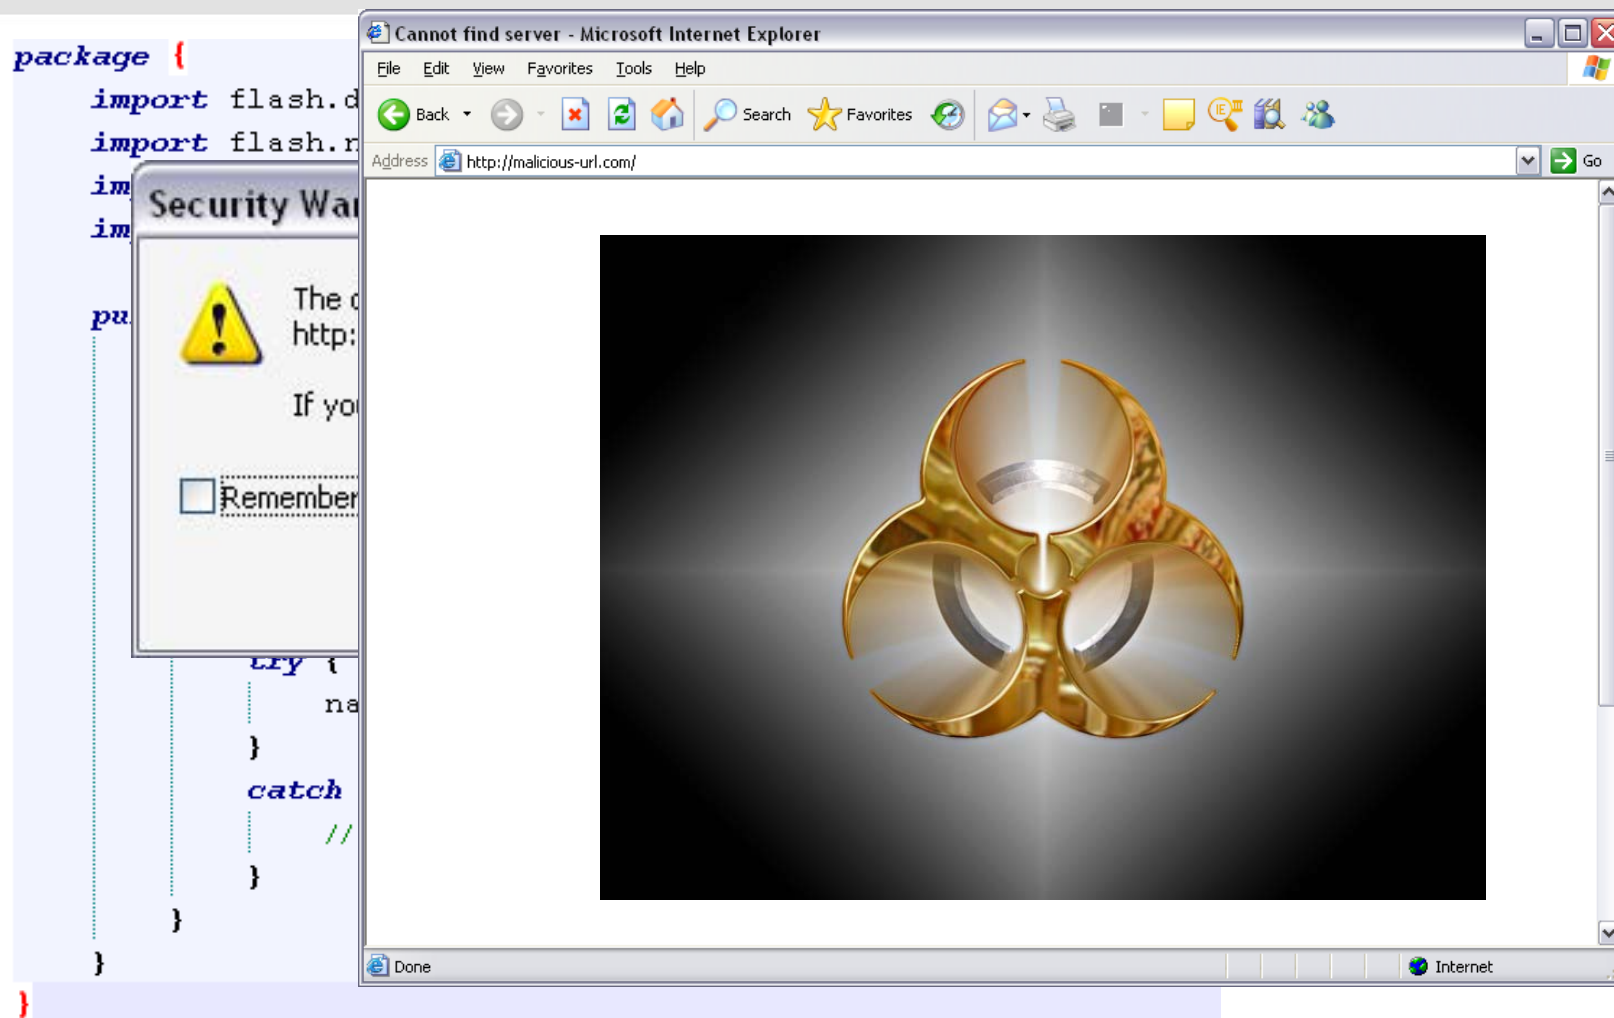 package {
import flash.d
import flash.n
im
im
pu
try {
na
}
catch
//
}
}
}
}
Security Wa
The
http:
If yo
Remember
Cannot find server - Microsoft Internet Explorer
File Edit View Favorites Tools Help
Back Search Favorites
Address http://malicious-url.com/ Go
Done Internet